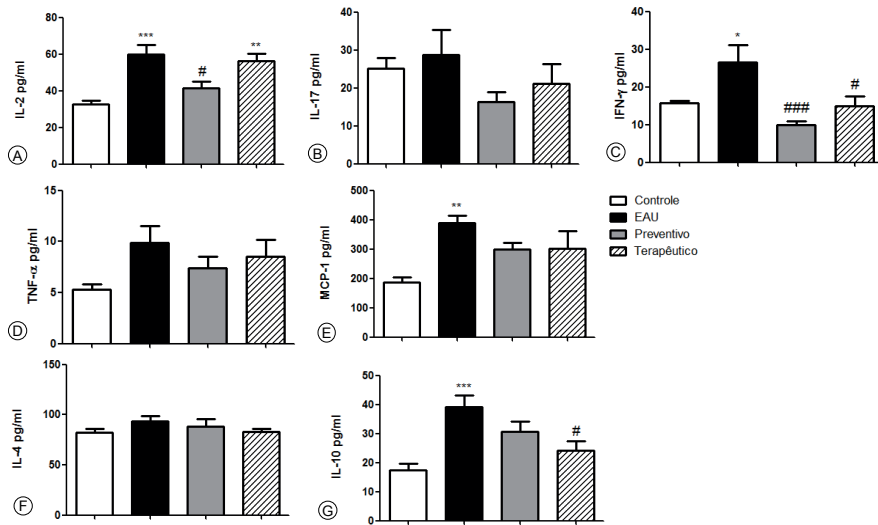 IL-2 pg/ml
80
60
40
20
0
***
#
**
A
IL-17 pg/ml
40
30
20
10
0
B
IFN-γ pg/ml
40
30
20
10
0
*
###
#
C
TNF-α pg/ml
15
10
5
0
D
MCP-1 pg/ml
500
400
300
200
100
0
**
E
Controle
EAU
Preventivo
Terapêutico
IL-4 pg/ml
150
100
50
0
F
IL-10 pg/ml
50
40
30
20
10
0
***
#
G